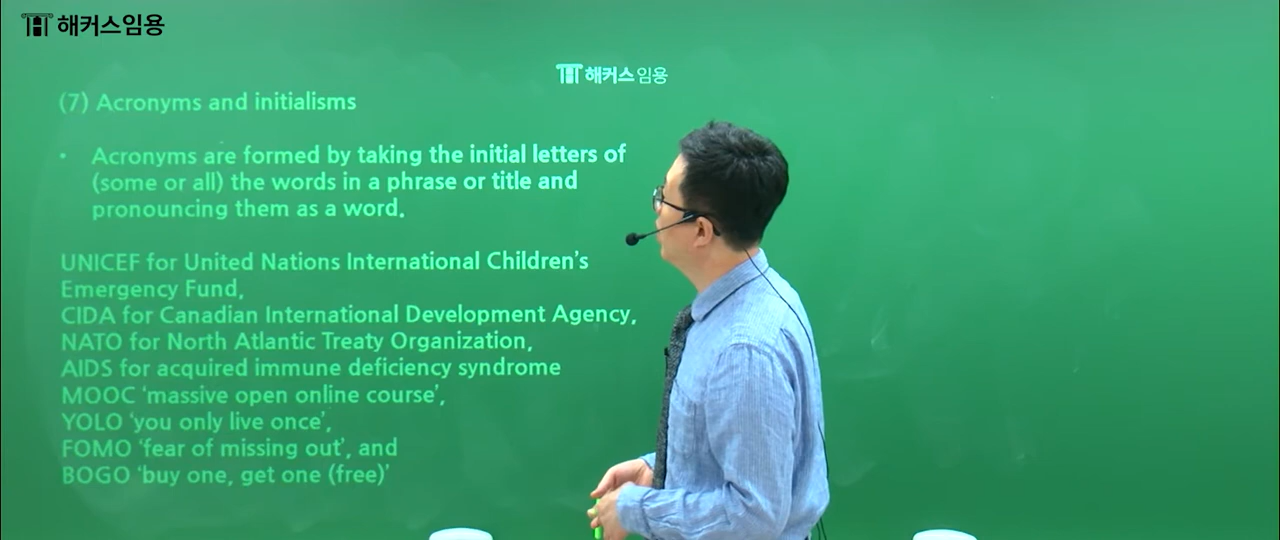 해커스임용
해커스임용
(7) Acronyms and initialisms
• Acronyms are formed by taking the initial letters of
(some or all) the words in a phrase or title and
pronouncing them as a word.
UNICEF for United Nations International Children's
Emergency Fund,
CIDA for Canadian International Development Agency,
NATO for North Atlantic Treaty Organization,
AIDS for acquired immune deficiency syndrome
MOOC ‘massive open online course’,
YOLO ‘you only live once’,
FOMO ‘fear of missing out’, and
BOGO ‘buy one, get one (free)’